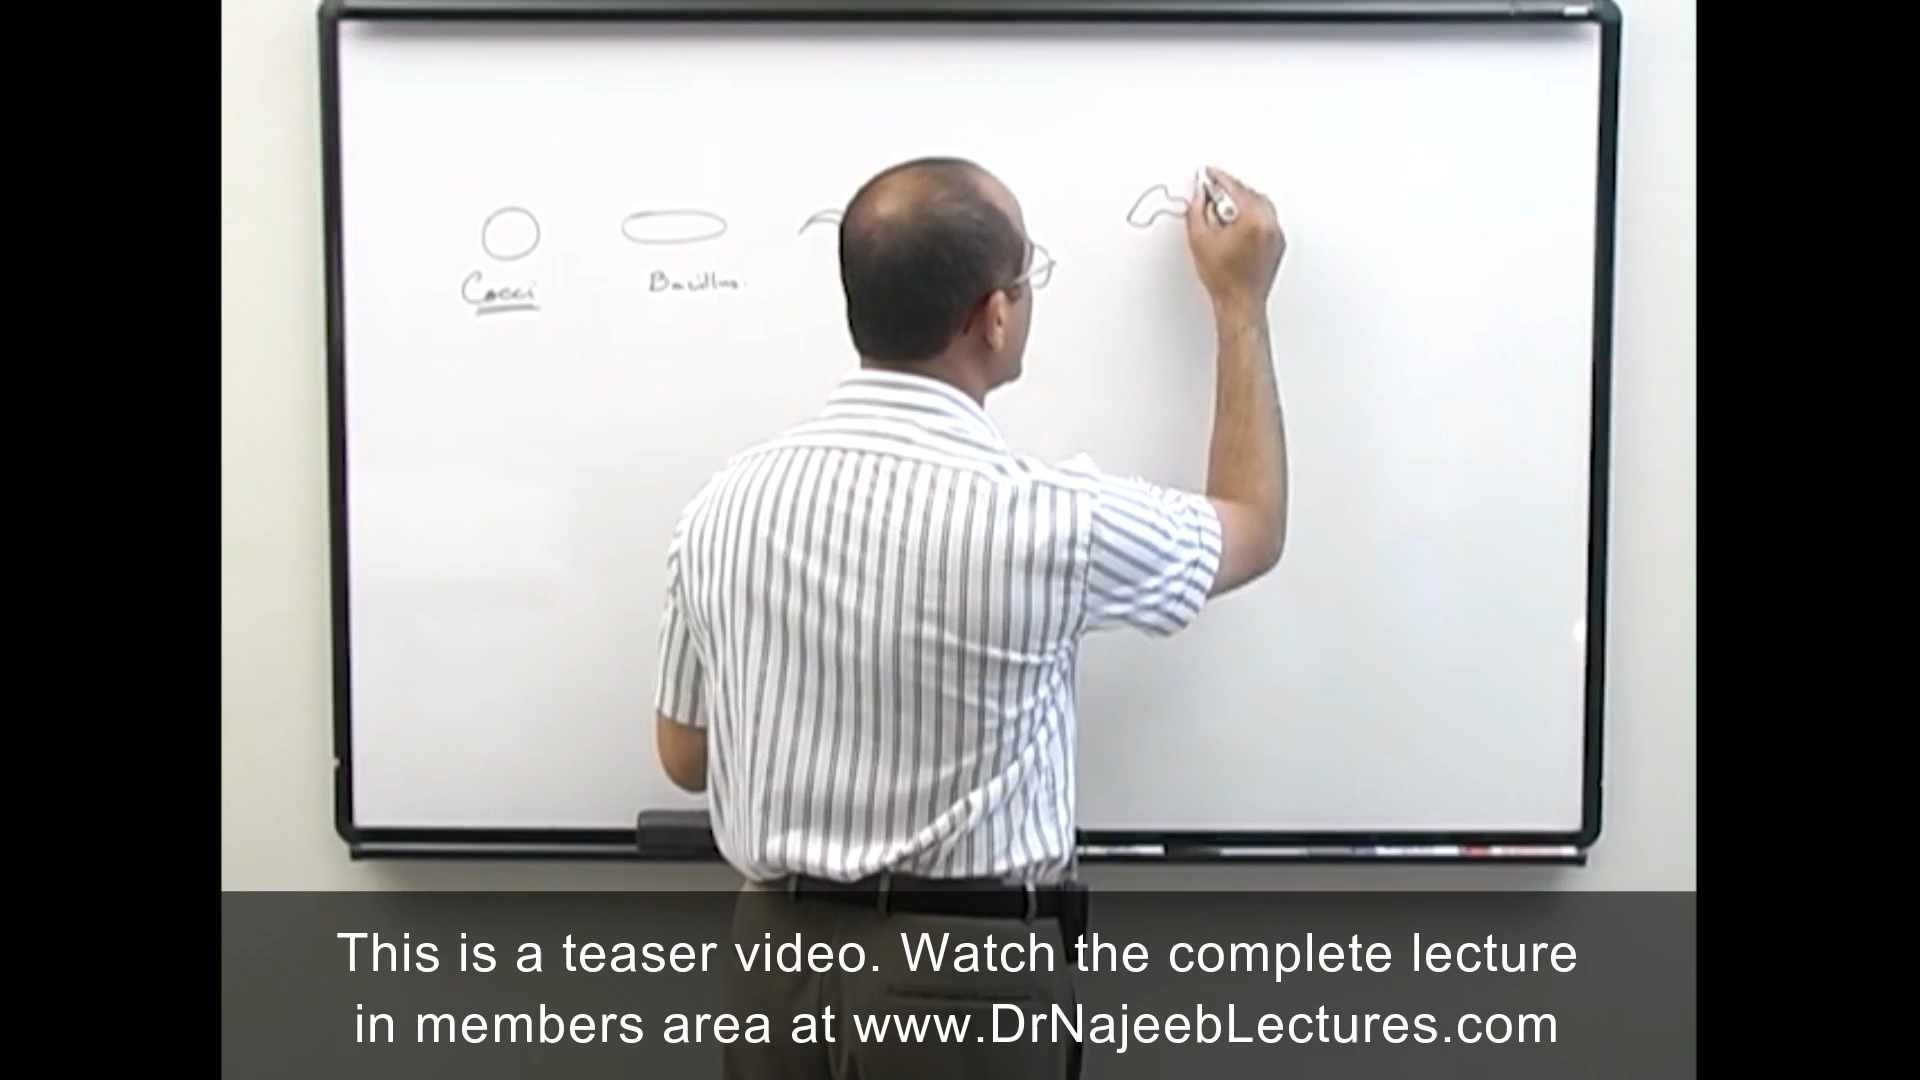 Cocci
Bacillus.
This is a teaser video. Watch the complete lecture
in members area at www.DrNajeebLectures.com